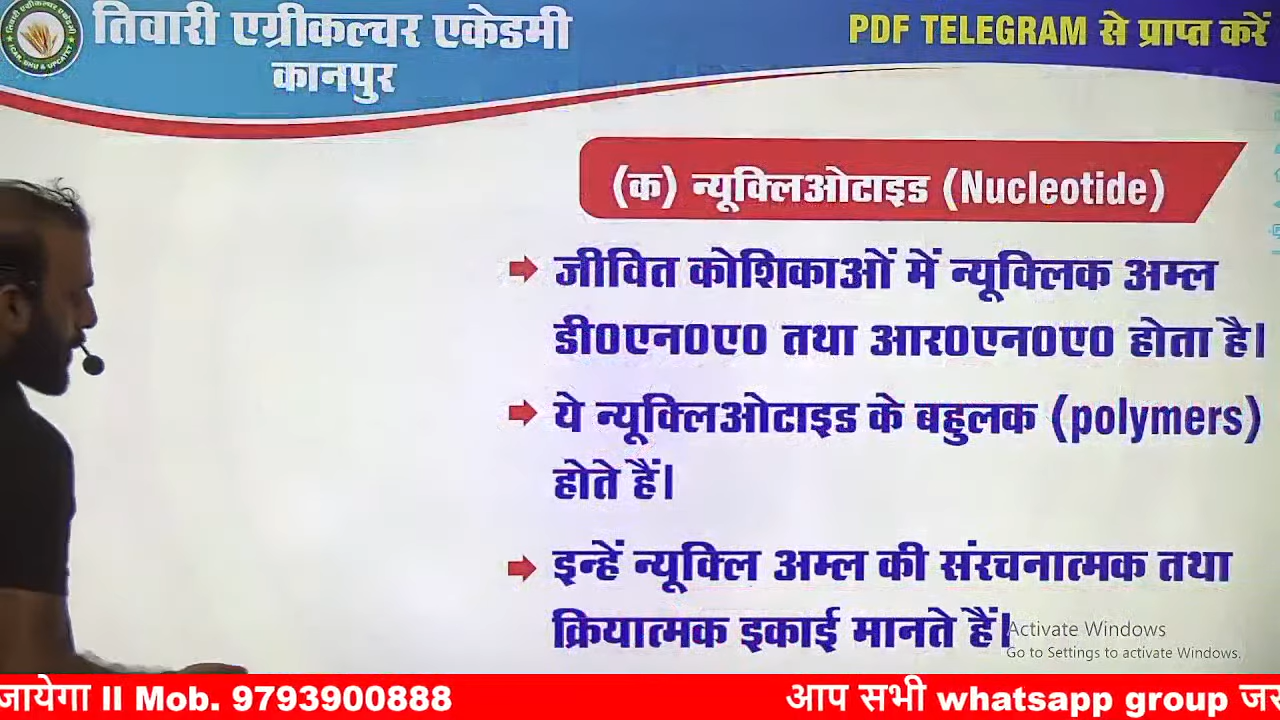 तिवारी एग्रीकल्चर एकेडमी
कानपुर
PDF TELEGRAM से प्राप्त करें
(क) न्यूक्लिओटाइड (Nucleotide)
जीवित कोशिकाओं में न्यूक्लिक अम्ल
डी0एन0ए0 तथा आर0एन0ए0 होता है।
ये न्यूक्लिओटाइड के बहुलक (polymers)
होते हैं।
इन्हें न्यूक्लि अम्ल की संरचनात्मक तथा
क्रियात्मक इकाई मानते हैं।
Activate Windows
Go to Settings to activate Windows.
जायेगा II Mob. 9793900888
आप सभी whatsapp group